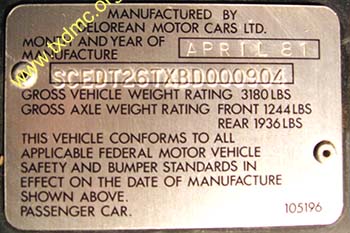 MANUFACTURED BY
DELOREAN MOTOR CARS LTD.
MONTH AND YEAR OF
MANUFACTURE APRIL 81
SCEDT26TXBD000904
GROSS VEHICLE WEIGHT RATING 3180 LBS
GROSS AXLE WEIGHT RATING FRONT 1244 LBS
REAR 1936 LBS
THIS VEHICLE CONFORMS TO ALL
APPLICABLE FEDERAL MOTOR VEHICLE
SAFETY AND BUMPER STANDARDS IN
EFFECT ON THE DATE OF MANUFACTURE
SHOWN ABOVE.
PASSENGER CAR. 105196